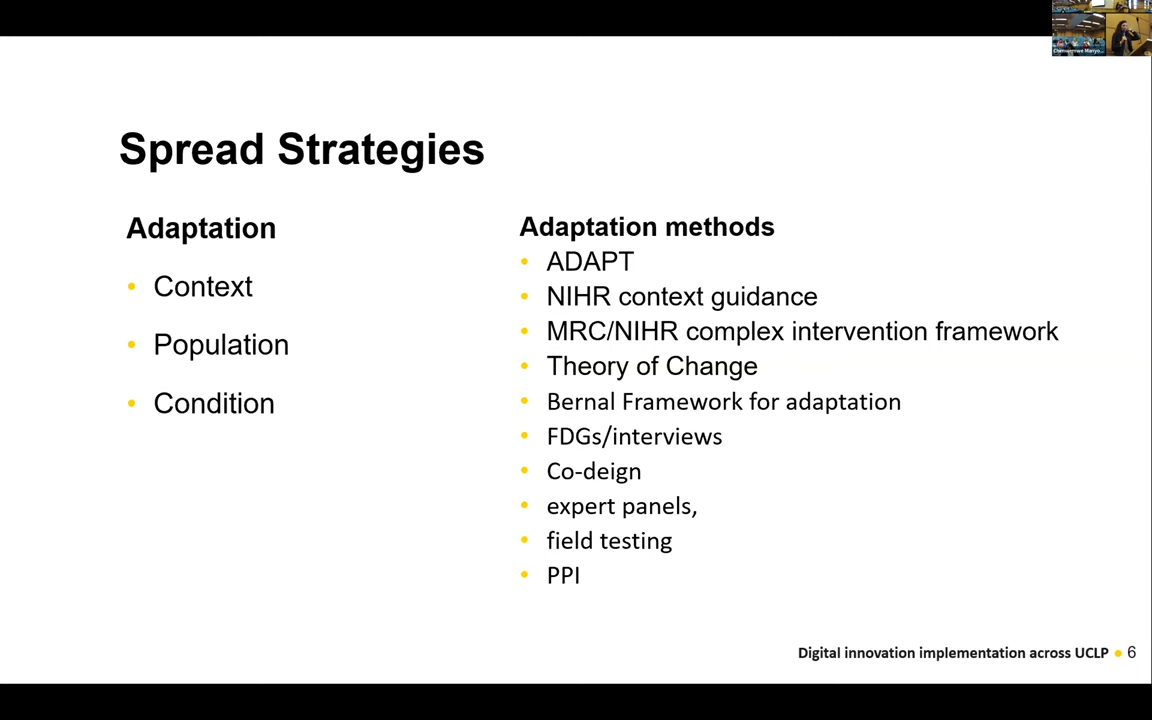 Spread Strategies
Adaptation
• Context
• Population
• Condition
Adaptation methods
• ADAPT
• NIHR context guidance
• MRC/NIHR complex intervention framework
• Theory of Change
• Bernal Framework for adaptation
• FDGs/interviews
• Co-deign
• expert panels,
• field testing
• PPI
Digital innovation implementation across UCLP • 6